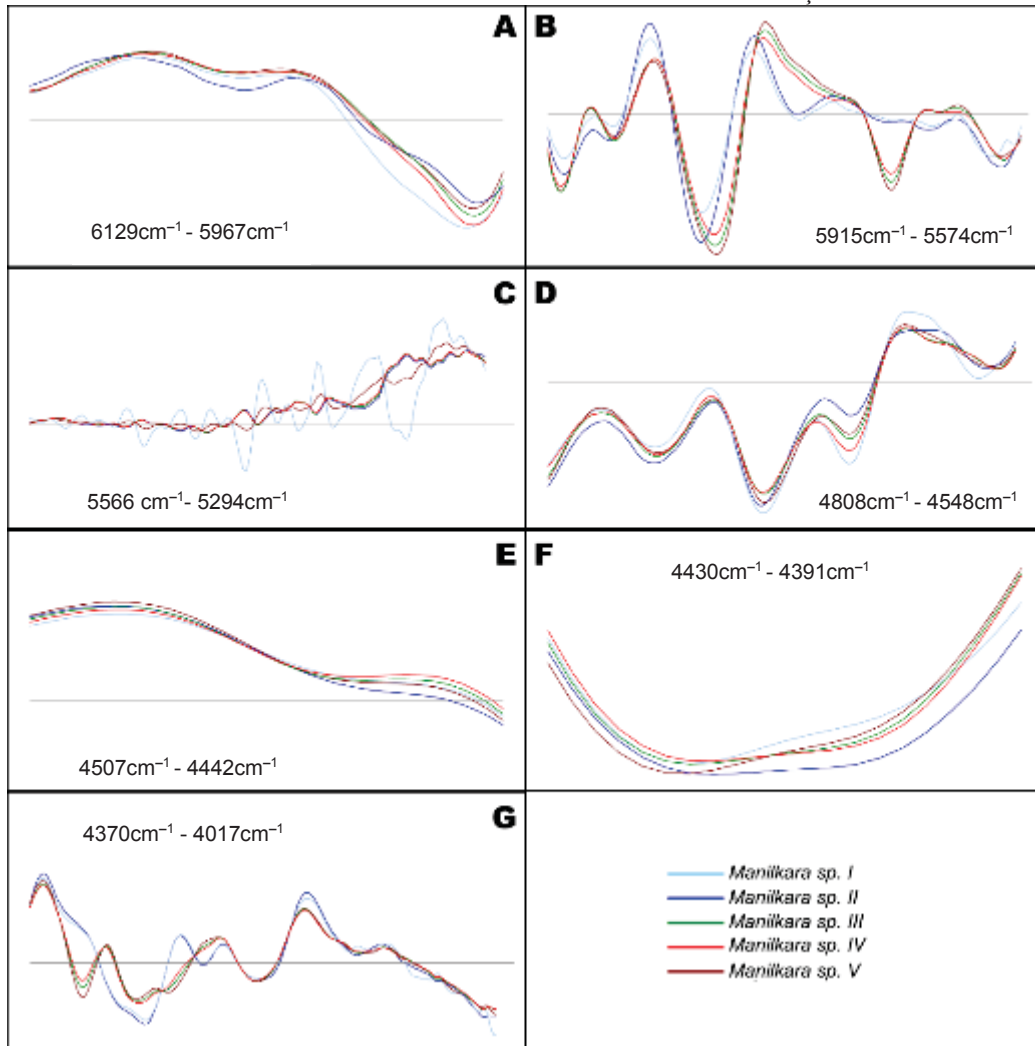 A
6129cm⁻¹ - 5967cm⁻¹
B
5915cm⁻¹ - 5574cm⁻¹
C
5566 cm⁻¹- 5294cm⁻¹
D
4808cm⁻¹ - 4548cm⁻¹
E
4507cm⁻¹ - 4442cm⁻¹
F
4430cm⁻¹ - 4391cm⁻¹
G
4370cm⁻¹ - 4017cm⁻¹
Manilkara sp. I
Manilkara sp. II
Manilkara sp. III
Manilkara sp. IV
Manilkara sp. V